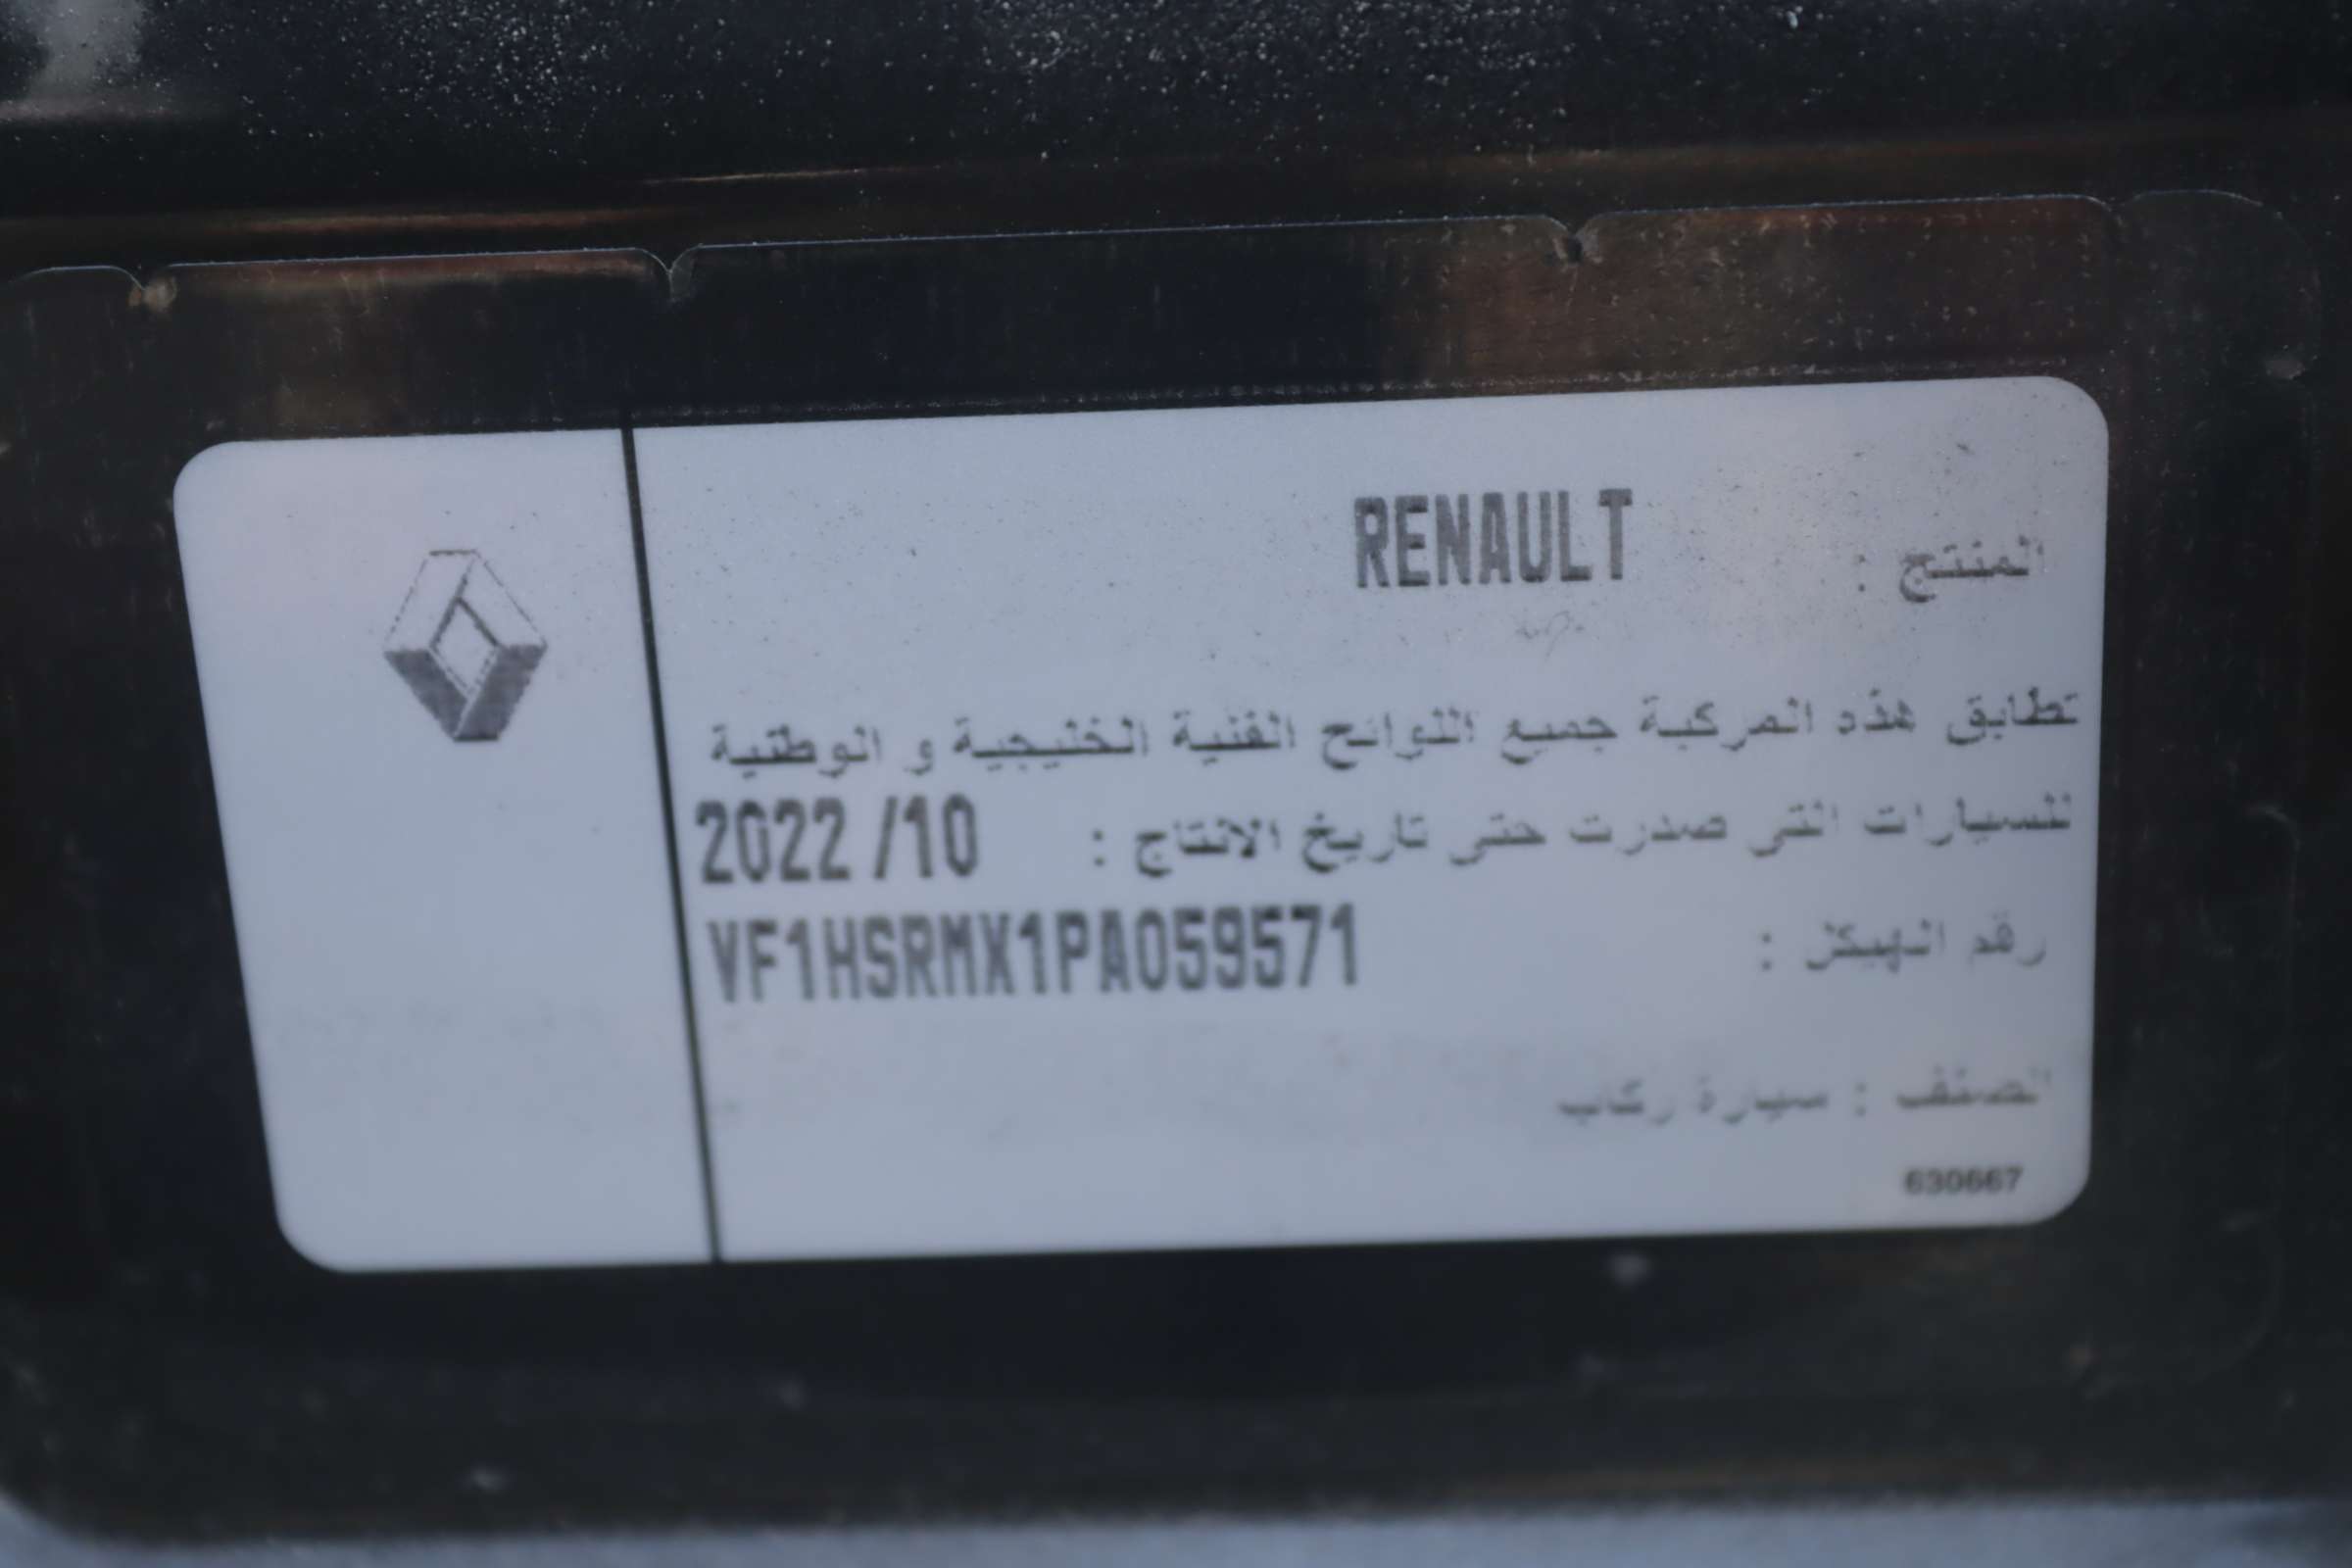 المنتج : RENAULT
تطابق هذه المركبة جميع اللوائح الفنية الخليجية و الوطنية
للسيارات التى صدرت حتى تاريخ الانتاج : 2022 /10
رقم الهيكل : VF1HSRMX1PA059571
الصنف : سيارة ركاب
630667